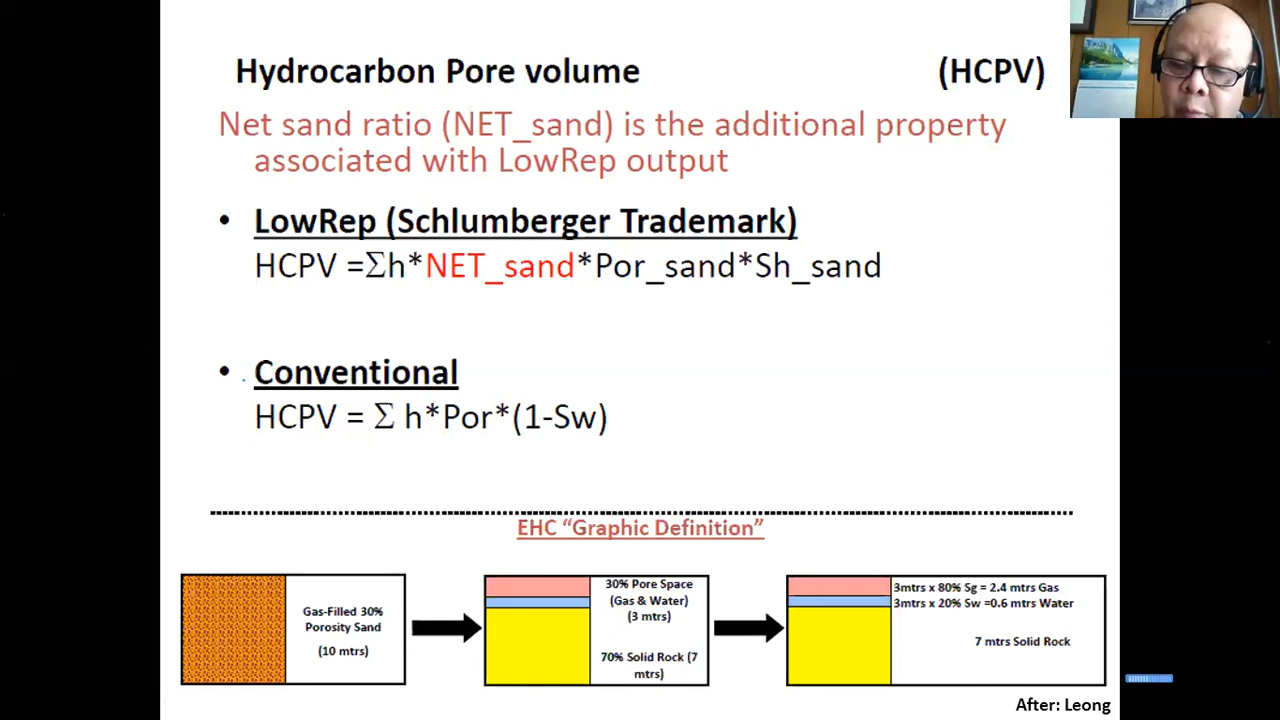 Hydrocarbon Pore volume (HCPV)
Net sand ratio (NET_sand) is the additional property
associated with LowRep output
• LowRep (Schlumberger Trademark)
HCPV =Σh*NET_sand*Por_sand*Sh_sand
• Conventional
HCPV = Σ h*Por*(1-Sw)
EHC “Graphic Definition”
Gas-Filled 30%
Porosity Sand
(10 mtrs)
30% Pore Space
(Gas & Water)
(3 mtrs)
70% Solid Rock (7
mtrs)
3mtrs x 80% Sg = 2.4 mtrs Gas
3mtrs x 20% Sw =0.6 mtrs Water
7 mtrs Solid Rock
After: Leong